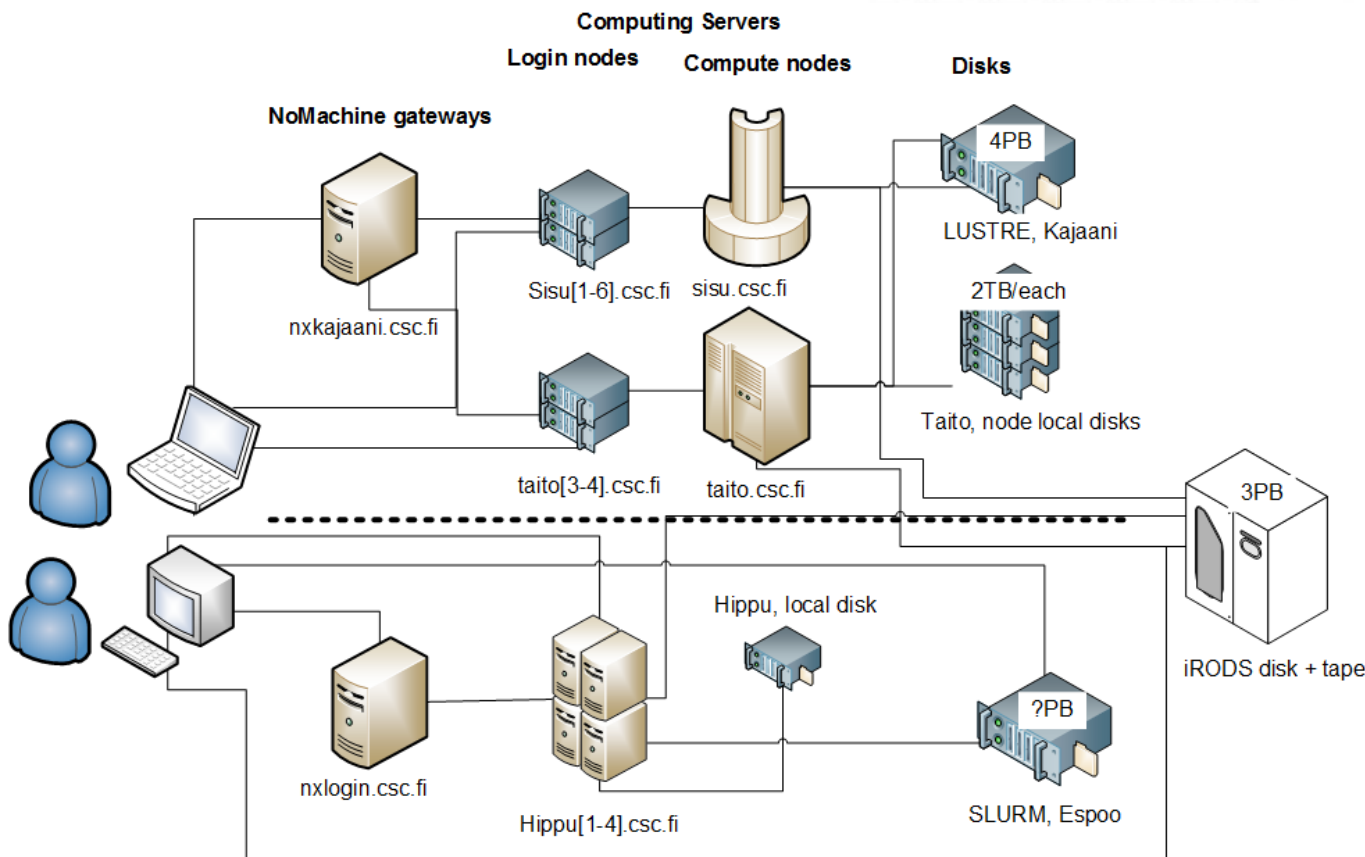 Computing Servers
Login nodes
Compute nodes
Disks
NoMachine gateways
4PB
LUSTRE, Kajaani
Sisu[1-6].csc.fi
sisu.csc.fi
2TB/each
nxkajaani.csc.fi
Taito, node local disks
taito[3-4].csc.fi
taito.csc.fi
3PB
Hippu, local disk
iRODS disk + tape
?PB
nxlogin.csc.fi
Hippu[1-4].csc.fi
SLURM, Espoo